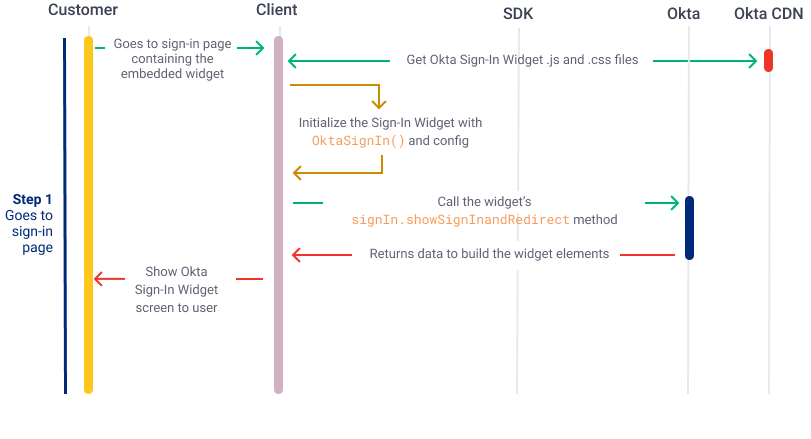 Customer
Client
SDK
Okta
Okta CDN
Goes to sign-in page
containing the
embedded widget
Get Okta Sign-In Widget .js and .css files
Initialize the Sign-In Widget with
OktaSignIn() and config
Step 1
Goes to
sign-in
page
Call the widget's
signIn.showSignInandRedirect method
Returns data to build the widget elements
Show Okta
Sign-In Widget
screen to user